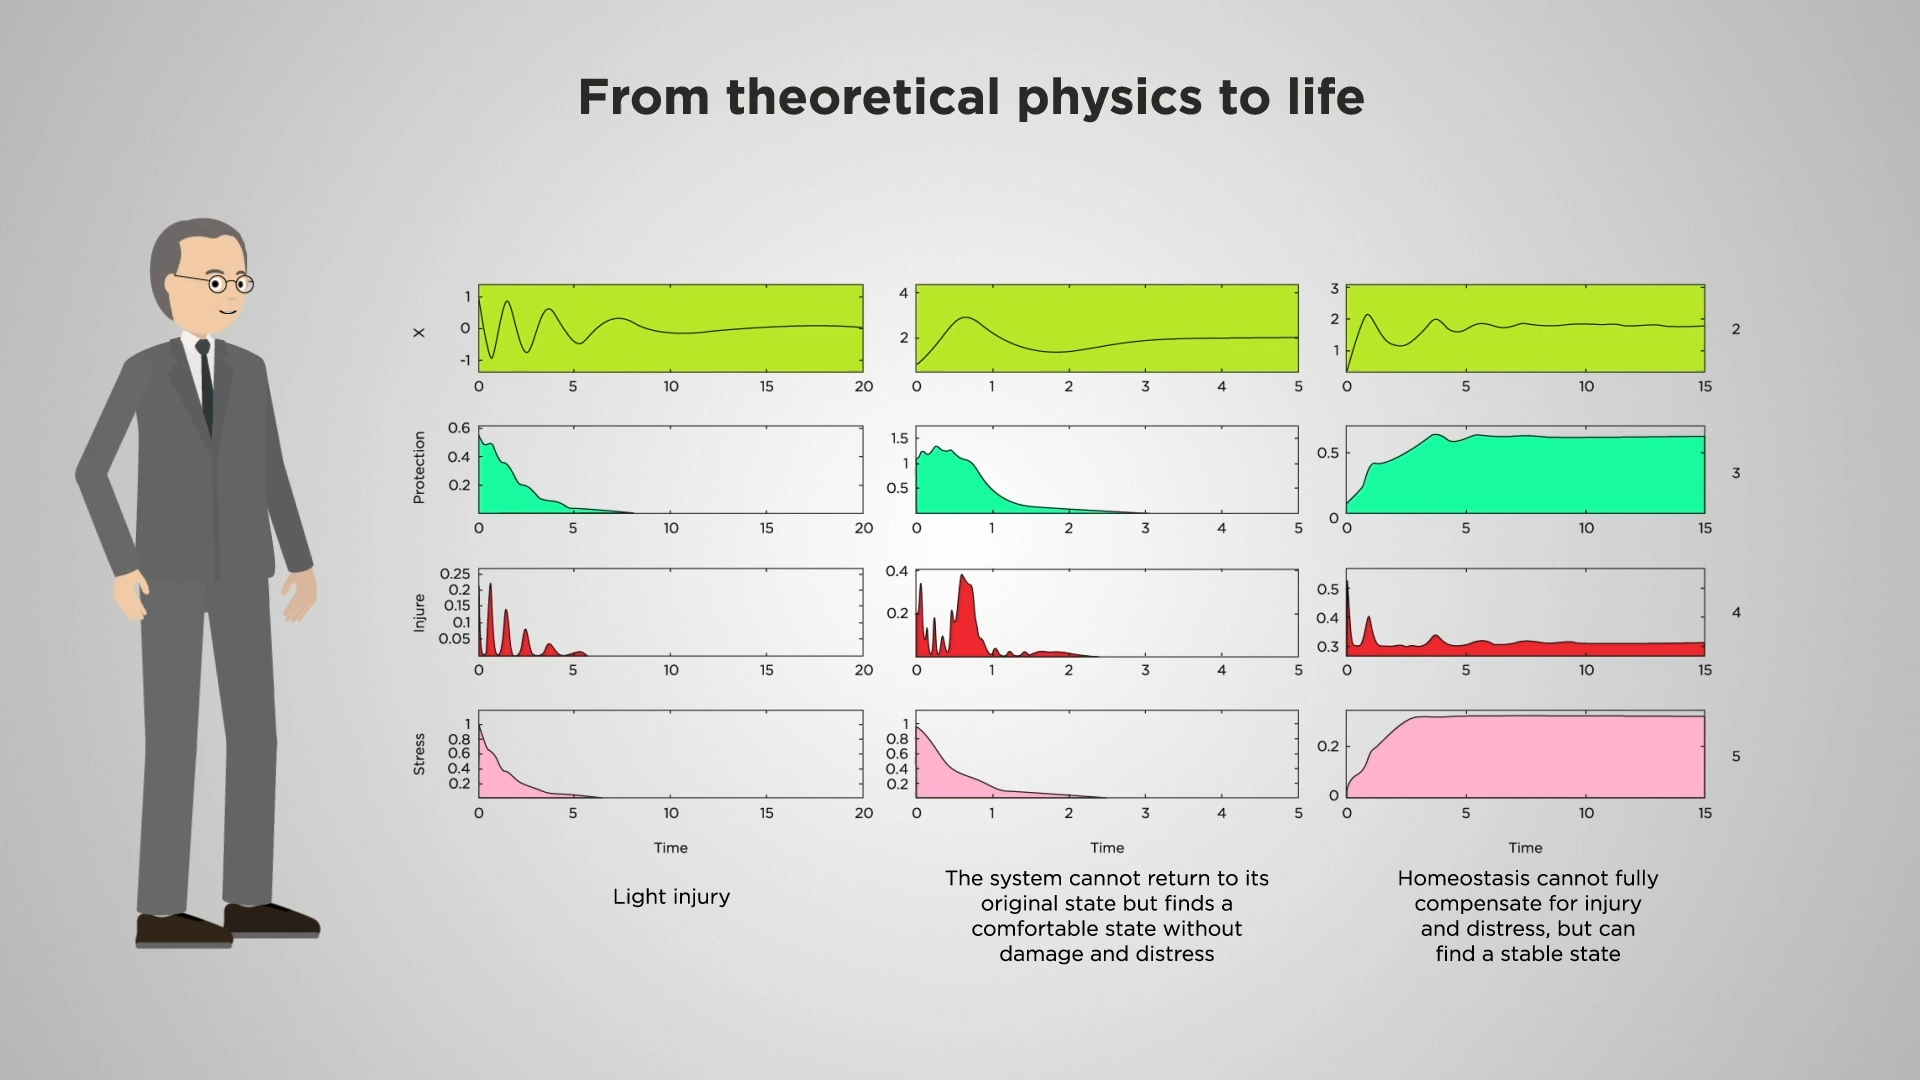 From theoretical physics to life
X
1
0
-1
0 5 10 15 20
4
2
0 1 2 3 4 5
3
2
1
0 5 10 15
2
Protection
0.6
0.4
0.2
0 5 10 15 20
1.5
1
0.5
0 1 2 3 4 5
0.5
0
0 5 10 15
3
Injure
0.25
0.2
0.15
0.1
0.05
0 5 10 15 20
0.4
0.2
0 1 2 3 4 5
0.5
0.4
0.3
0 5 10 15
4
Stress
1
0.8
0.6
0.4
0.2
0 5 10 15 20
1
0.8
0.6
0.4
0.2
0 1 2 3 4 5
0.2
0
0 5 10 15
5
Time
Light injury
Time
The system cannot return to its
original state but finds a
comfortable state without
damage and distress
Time
Homeostasis cannot fully
compensate for injury
and distress, but can
find a stable state